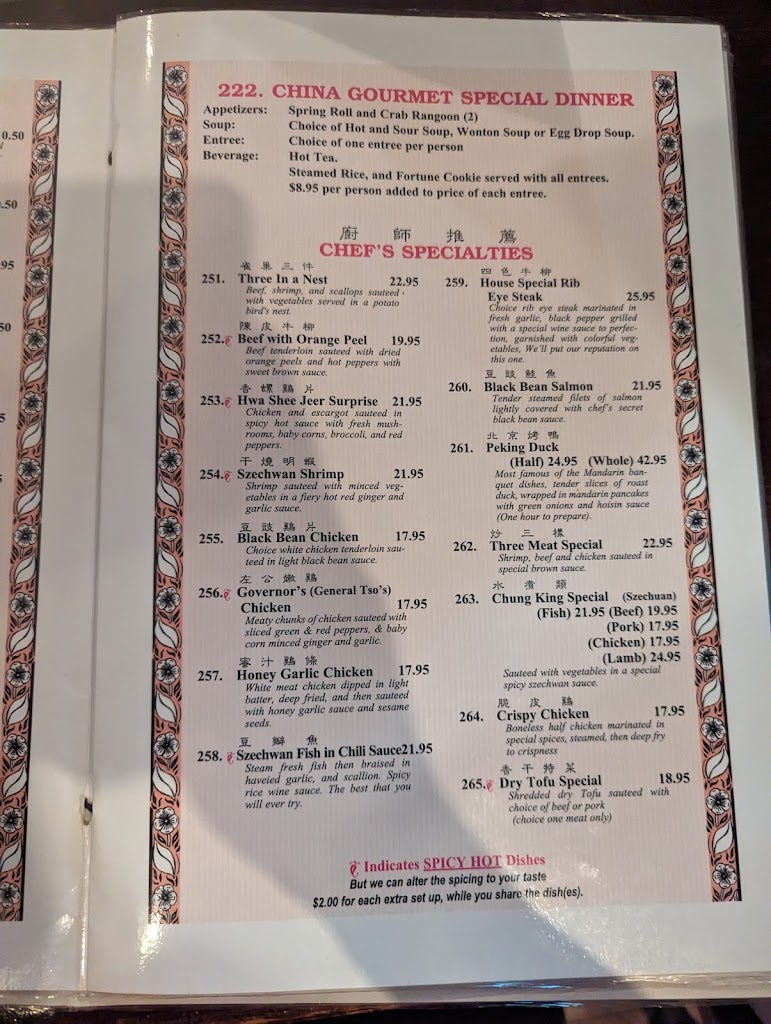 0.50
.50
.95
50
222. CHINA GOURMET SPECIAL DINNER
Appetizers: Spring Roll and Crab Rangoon (2)
Soup: Choice of Hot and Sour Soup, Wonton Soup or Egg Drop Soup.
Entree: Choice of one entree per person
Beverage: Hot Tea.
Steamed Rice, and Fortune Cookie served with all entrees.
$8.95 per person added to price of each entree.
廚師推薦
CHEF'S SPECIALTIES
雀巢三件
251. Three In a Nest 22.95
Beef, shrimp, and scallops sauteed
with vegetables served in a potato
bird's nest.
陳皮牛柳
252. Beef with Orange Peel 19.95
Beef tenderloin sauteed with dried
orange peels and hot peppers with
sweet brown sauce.
香螺鷄片
253. Hwa Shee Jeer Surprise 21.95
Chicken and escargot sauteed in
spicy hot sauce with fresh mush-
rooms, baby corns, broccoli, and red
peppers.
干燒明蝦
254. Szechwan Shrimp 21.95
Shrimp sauteed with minced veg-
etables in a fiery hot red ginger and
garlic sauce.
豆豉鷄片
255. Black Bean Chicken 17.95
Choice white chicken tenderloin sau-
teed in light black bean sauce.
左公嫩鷄
256. Governor's (General Tso's)
Chicken 17.95
Meaty chunks of chicken sauteed with
sliced green & red peppers, & baby
corn minced ginger and garlic.
蜜汁鷄條
257. Honey Garlic Chicken 17.95
White meat chicken dipped in light
batter, deep fried, and then sauteed
with honey garlic sauce and sesame
seeds.
豆瓣魚
258. Szechwan Fish in Chili Sauce 21.95
Steam fresh fish then braised in
haveied garlic, and scallion. Spicy
rice wine sauce. The best that you
will ever try.
四色牛柳
259. House Special Rib
Eye Steak 25.95
Choice rib eye steak marinated in
fresh garlic, black pepper grilled
with a special wine sauce to perfec-
tion, garnished with colorful veg-
etables, We'll put our reputation on
this one.
豆豉鮭魚
260. Black Bean Salmon 21.95
Tender steamed filets of salmon
lightly covered with chef's secret
black bean sauce.
北京烤鴨
261. Peking Duck
(Half) 24.95 (Whole) 42.95
Most famous of the Mandarin ban-
quet dishes, tender slices of roast
duck, wrapped in mandarin pancakes
with green onions and hoisin sauce
(One hour to prepare).
炒三樣
262. Three Meat Special 22.95
Shrimp, beef and chicken sauteed in
special brown sauce.
水煮類
263. Chung King Special (Szechuan)
(Fish) 21.95 (Beef) 19.95
(Pork) 17.95
(Chicken) 17.95
(Lamb) 24.95
Sauteed with vegetables in a special
spicy szechwan sauce.
脆皮鷄
264. Crispy Chicken 17.95
Boneless half chicken marinated in
special spices, steamed, then deep fry
to crispness
香干特菜
265. Dry Tofu Special 18.95
Shredded dry Tofu sauteed with
choice of beef or pork
(choice one meat only)
Indicates SPICY HOT Dishes
But we can alter the spicing to your taste
$2.00 for each extra set up, while you share the dish(es).